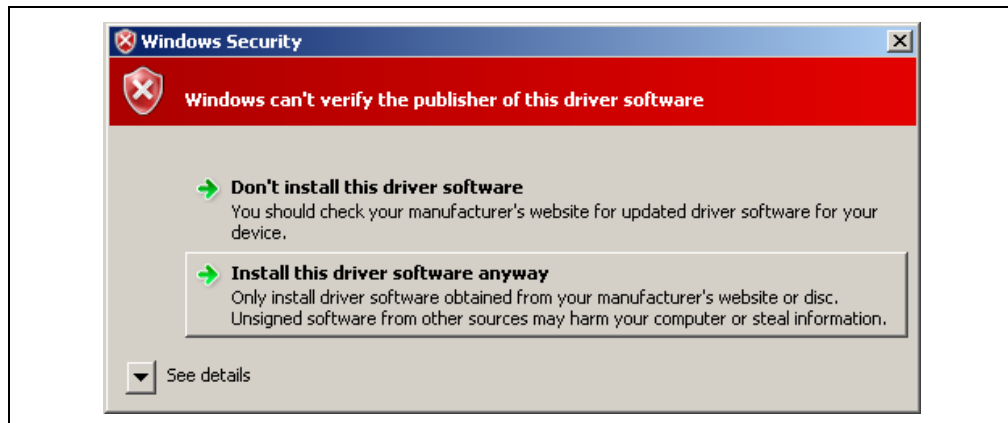 Windows Security
Windows can't verify the publisher of this driver software
Don't install this driver software
You should check your manufacturer's website for updated driver software for your
device.
Install this driver software anyway
Only install driver software obtained from your manufacturer's website or disc.
Unsigned software from other sources may harm your computer or steal information.
See details